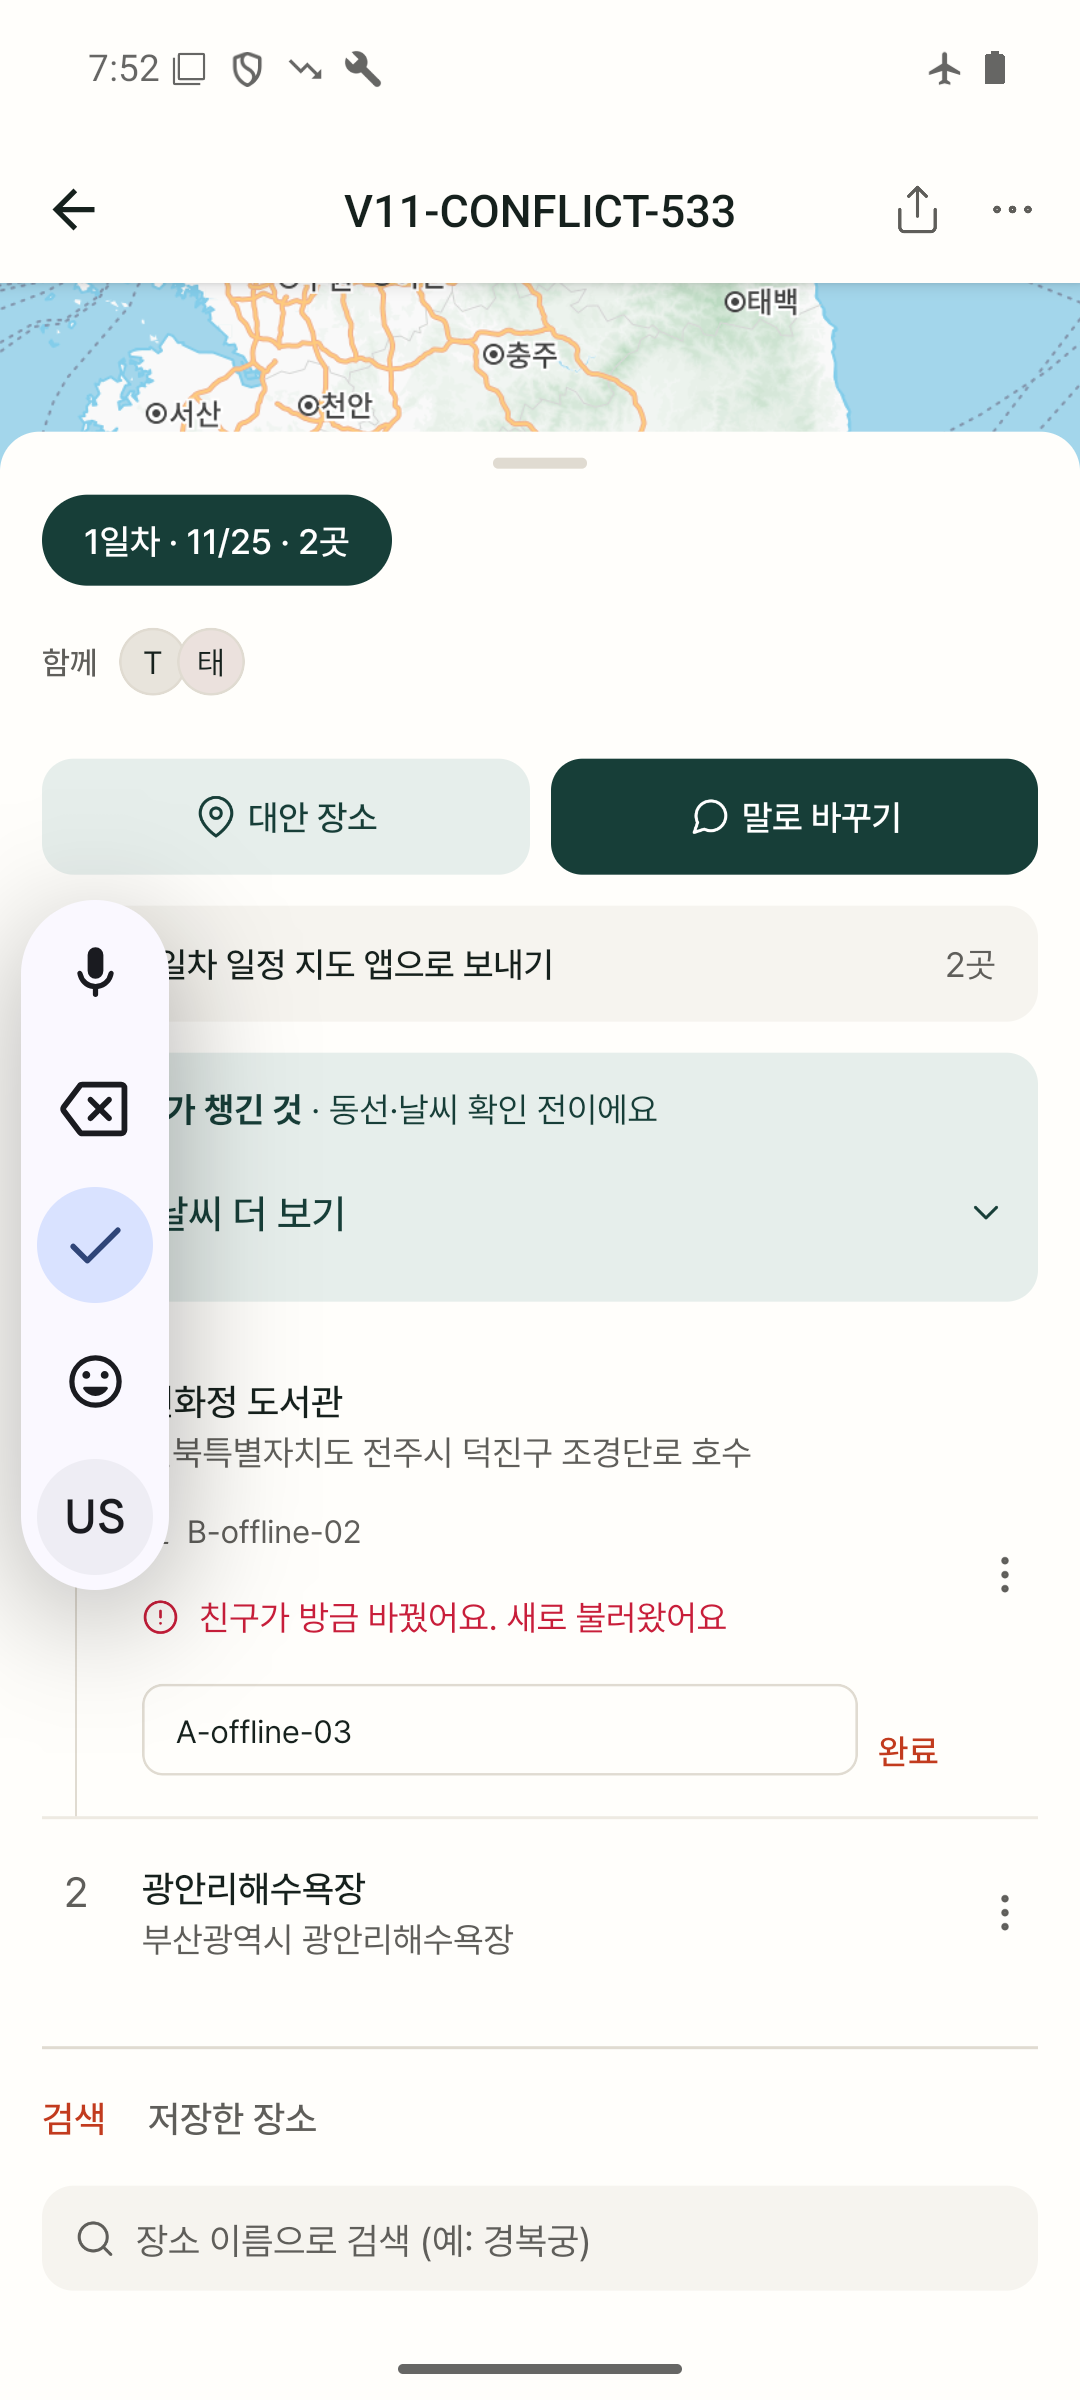 7:52
V11-CONFLICT-533
태백
충주
천안
서산
1일차 · 11/25 · 2곳
함께 T 태
대안 장소
말로 바꾸기
일차 일정 지도 앱으로 보내기 2곳
가 챙긴 것 · 동선·날씨 확인 전이에요
날씨 더 보기
화정 도서관
북특별자치도 전주시 덕진구 조경단로 호수
US
B-offline-02
친구가 방금 바꿨어요. 새로 불러왔어요
A-offline-03
완료
2 광안리해수욕장
부산광역시 광안리해수욕장
검색 저장한 장소
장소 이름으로 검색 (예: 경복궁)